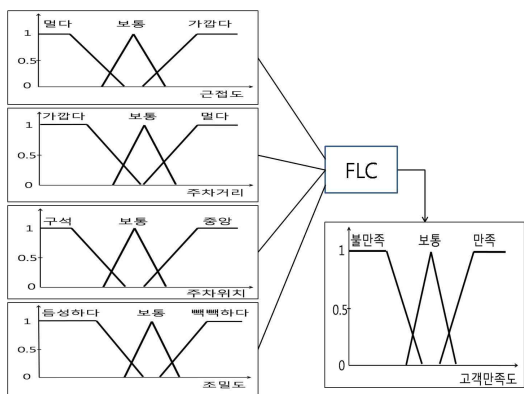 멀다 보통 가깝다
1
0.5
0
근접도
가깝다 보통 멀다
1
0.5
0
주차거리
구석 보통 중앙
1
0.5
0
주차위치
듬성하다 보통 빽빽하다
1
0.5
0
조밀도
FLC
불만족 보통 만족
1
0.5
0
고객만족도